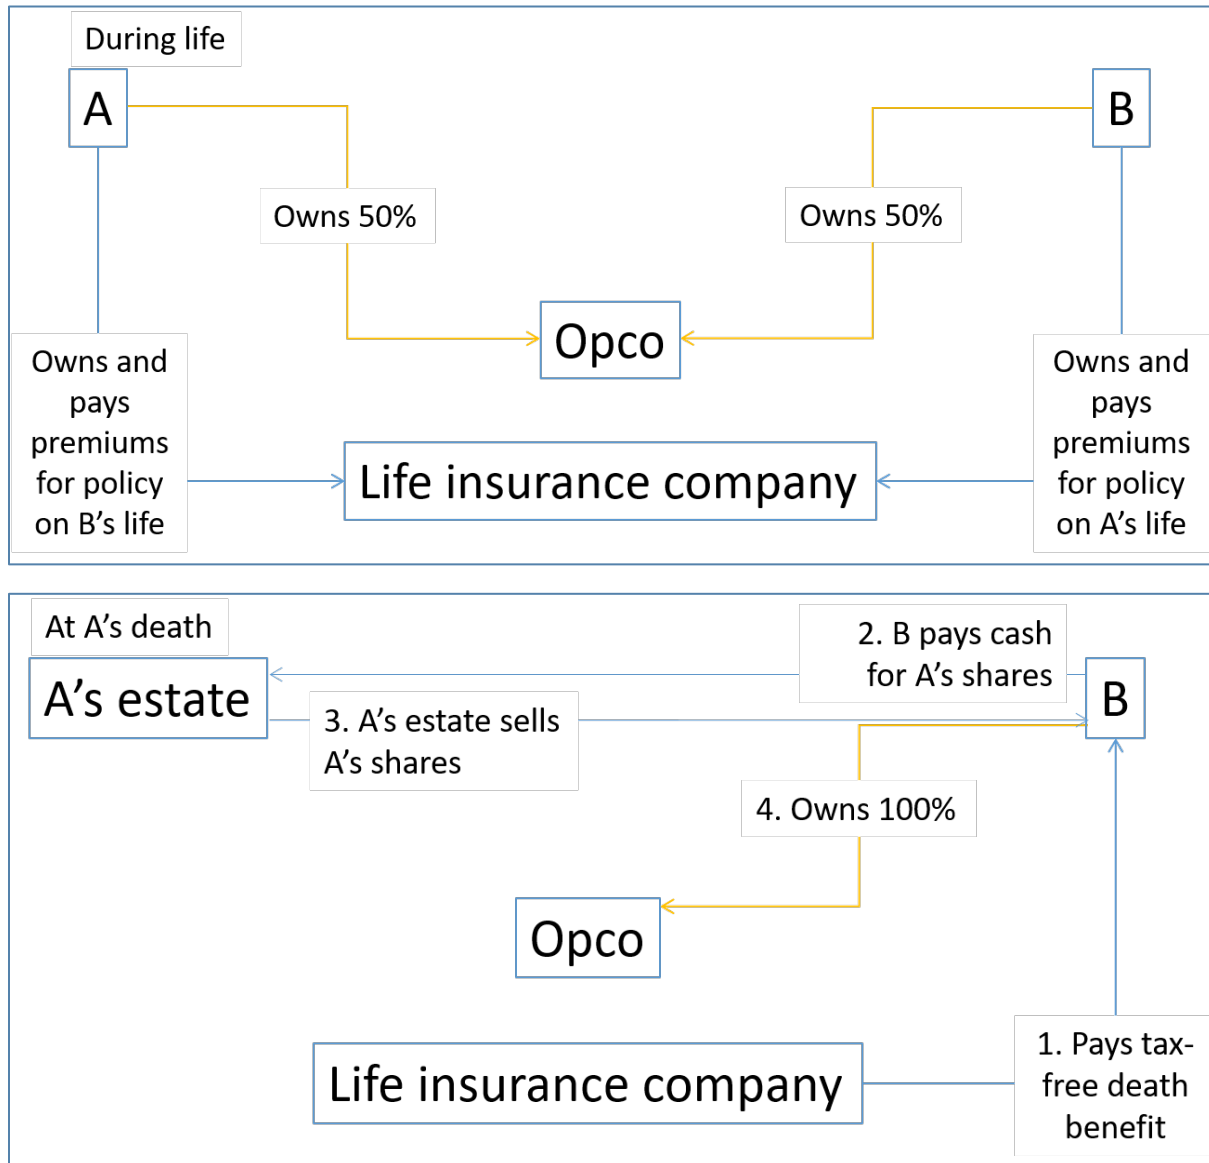 During life
A
B
Owns 50%
Owns 50%
Opco
Owns and
pays
premiums
for policy
on B’s life
Life insurance company
Owns and
pays
premiums
for policy
on A’s life
At A’s death
A’s estate
2. B pays cash
for A’s shares
B
3. A’s estate sells
A’s shares
4. Owns 100%
Opco
Life insurance company
1. Pays tax-
free death
benefit